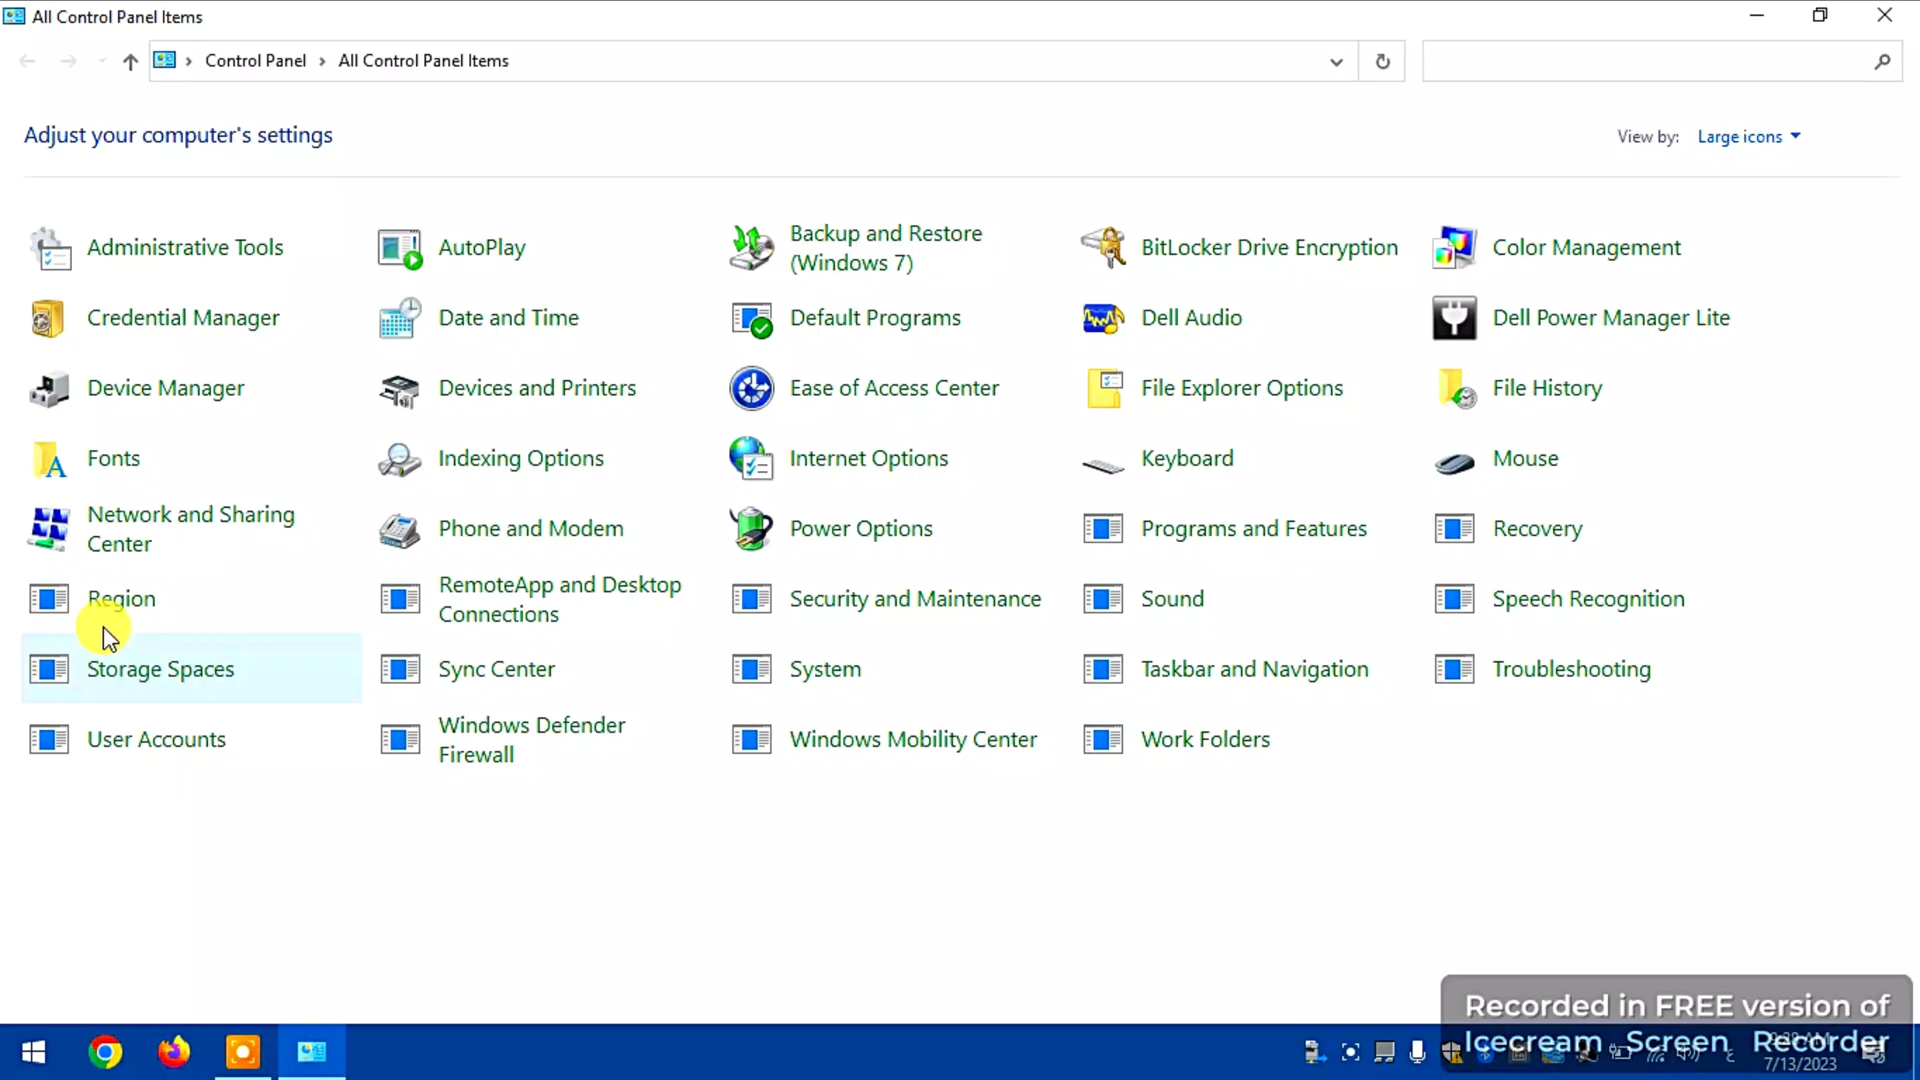 All Control Panel Items
Control Panel
All Control Panel Items
Adjust your computer's settings
View by: Large icons
Administrative Tools
AutoPlay
Backup and Restore
(Windows 7)
BitLocker Drive Encryption
Color Management
Credential Manager
Date and Time
Default Programs
Dell Audio
Dell Power Manager Lite
Device Manager
Devices and Printers
Ease of Access Center
File Explorer Options
File History
Fonts
Indexing Options
Internet Options
Keyboard
Mouse
Network and Sharing
Center
Phone and Modem
Power Options
Programs and Features
Recovery
Region
RemoteApp and Desktop
Connections
Security and Maintenance
Sound
Speech Recognition
Storage Spaces
Sync Center
System
Taskbar and Navigation
Troubleshooting
User Accounts
Windows Defender
Firewall
Windows Mobility Center
Work Folders
Recorded in FREE version of
Icecream Screen Recorder
ع
7/13/2023